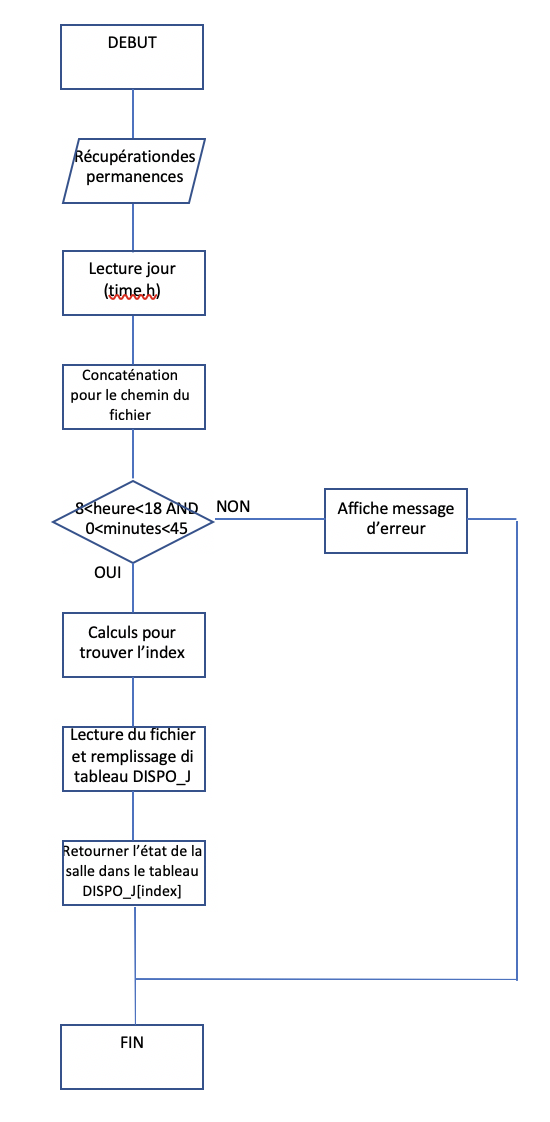 DEBUT
Récupérationdes
permanences
Lecture jour
(time.h)
Concaténation
pour le chemin du
fichier
8<heure<18 AND
0<minutes<45
NON
Affiche message
d’erreur
OUI
Calculs pour
trouver l’index
Lecture du fichier
et remplissage di
tableau DISPO_J
Retourner l’état de la
salle dans le tableau
DISPO_J[index]
FIN